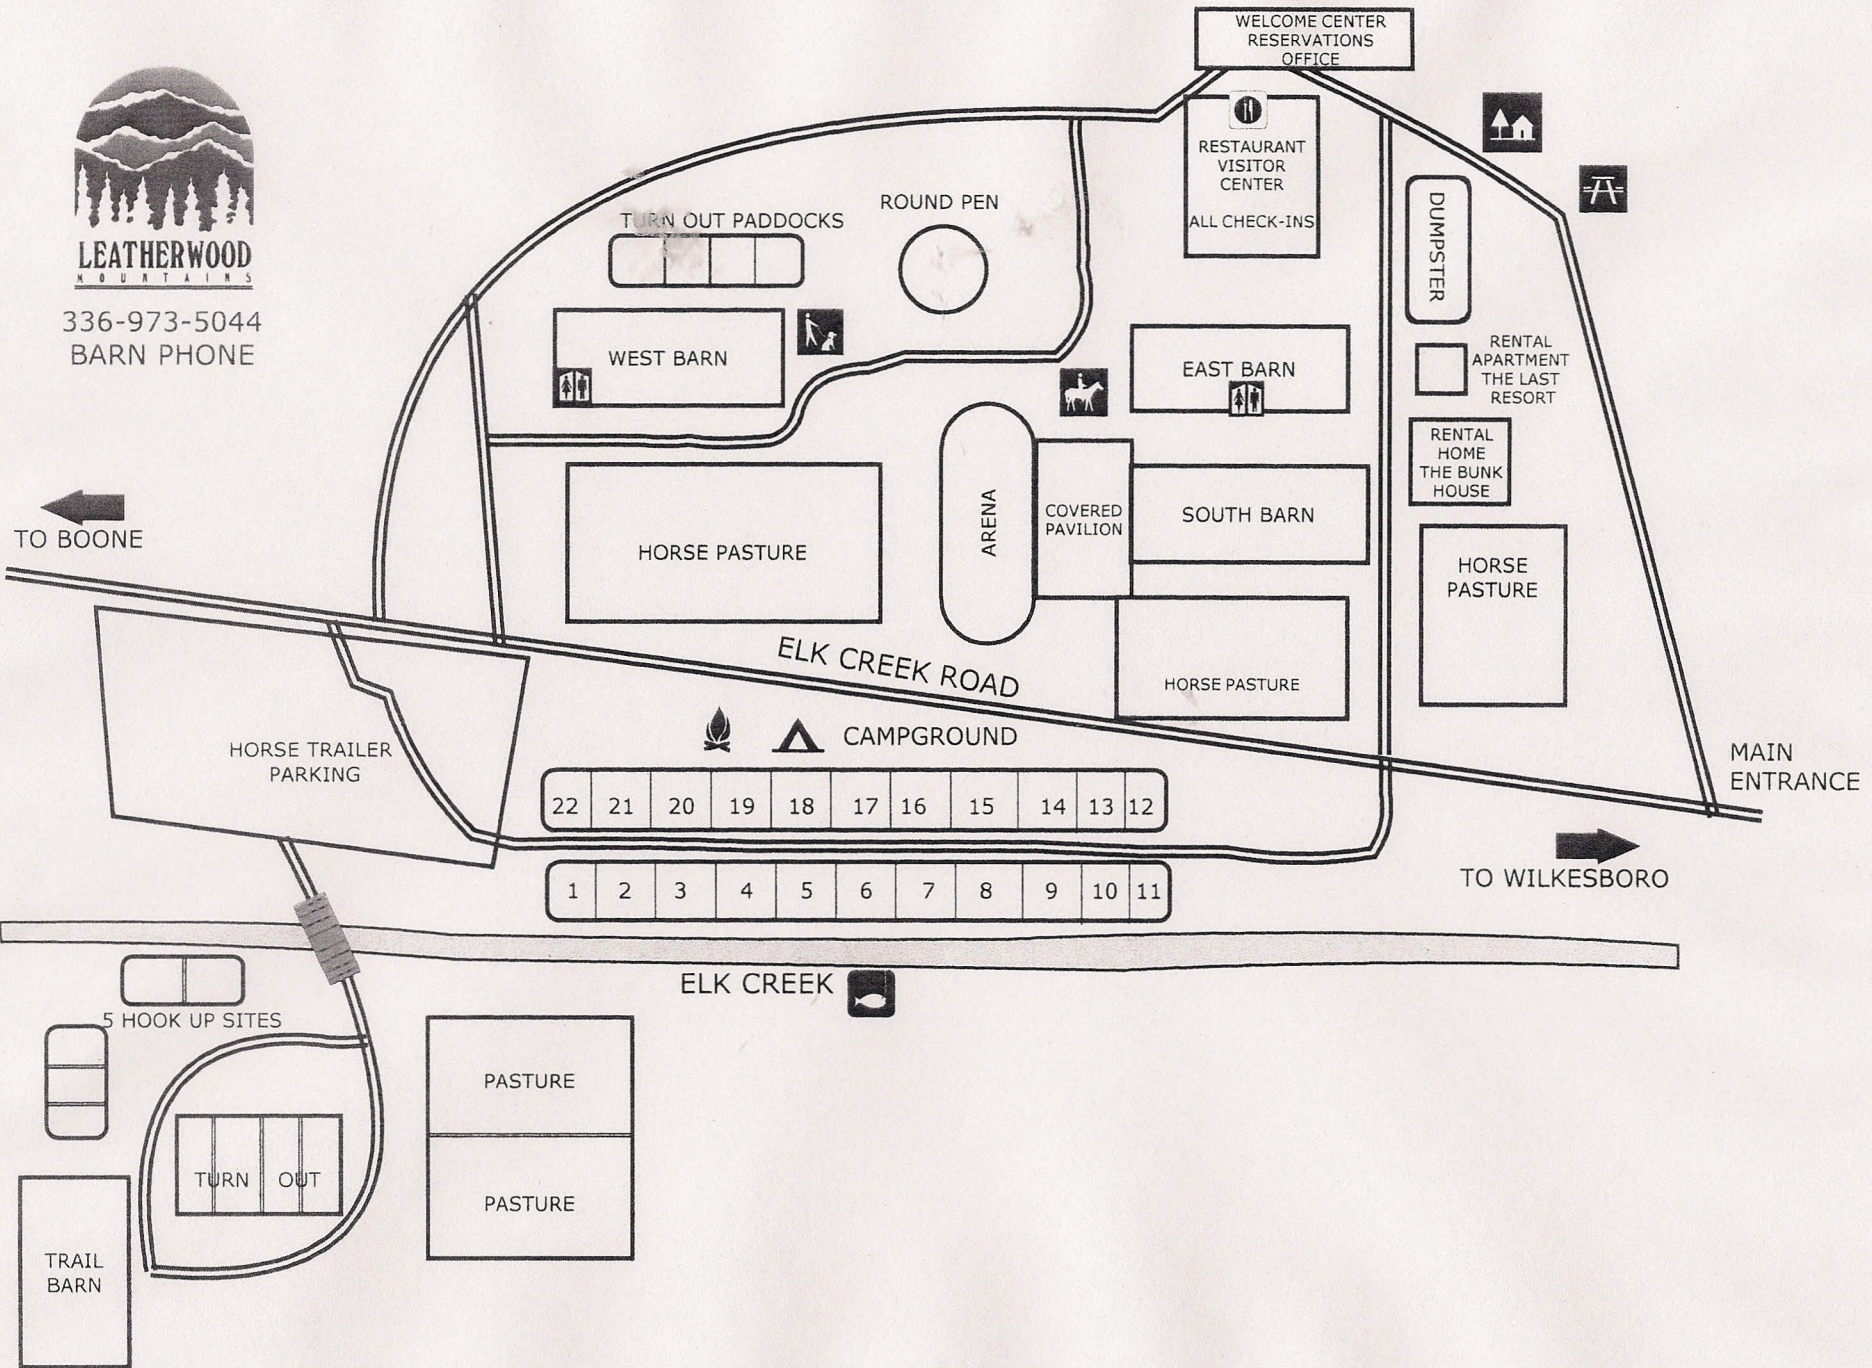 WELCOME CENTER
RESERVATIONS
OFFICE
LEATHERWOOD
MOUNTAINS
336-973-5044
BARN PHONE
RESTAURANT
VISITOR
CENTER
ALL CHECK-INS
TURN OUT PADDOCKS
ROUND PEN
DUMPSTER
WEST BARN
EAST BARN
RENTAL
APARTMENT
THE LAST
RESORT
RENTAL
HOME
THE BUNK
HOUSE
TO BOONE
HORSE PASTURE
ARENA
COVERED
PAVILION
SOUTH BARN
HORSE
PASTURE
ELK CREEK ROAD
HORSE PASTURE
CAMPGROUND
HORSE TRAILER
PARKING
MAIN
ENTRANCE
22 21 20 19 18 17 16 15 14 13 12
1 2 3 4 5 6 7 8 9 10 11
TO WILKESBORO
ELK CREEK
5 HOOK UP SITES
PASTURE
TURN OUT
PASTURE
TRAIL
BARN